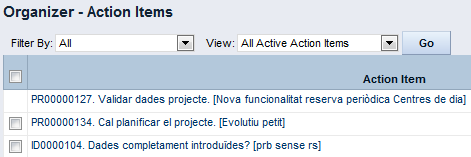 Organizer - Action Items
Filter By: All View: All Active Action Items Go
Action Item
PR00000127. Validar dades projecte. [Nova funcionalitat reserva periòdica Centres de dia]
PR00000134. Cal planificar el projecte. [Evolutiu petit]
ID0000104. Dades completament introduïdes? [prb sense rs]